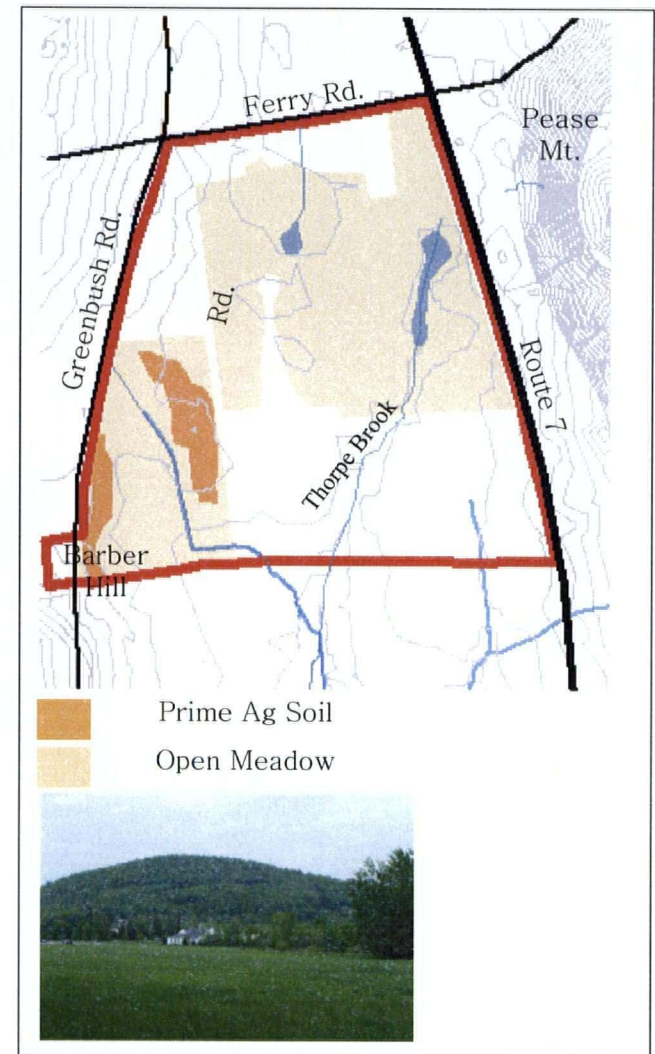 Ferry Rd.
Pease
Mt.
Greenbush Rd.
Rd.
Route 7
Thorpe Brook
Barber
Hill
Prime Ag Soil
Open Meadow